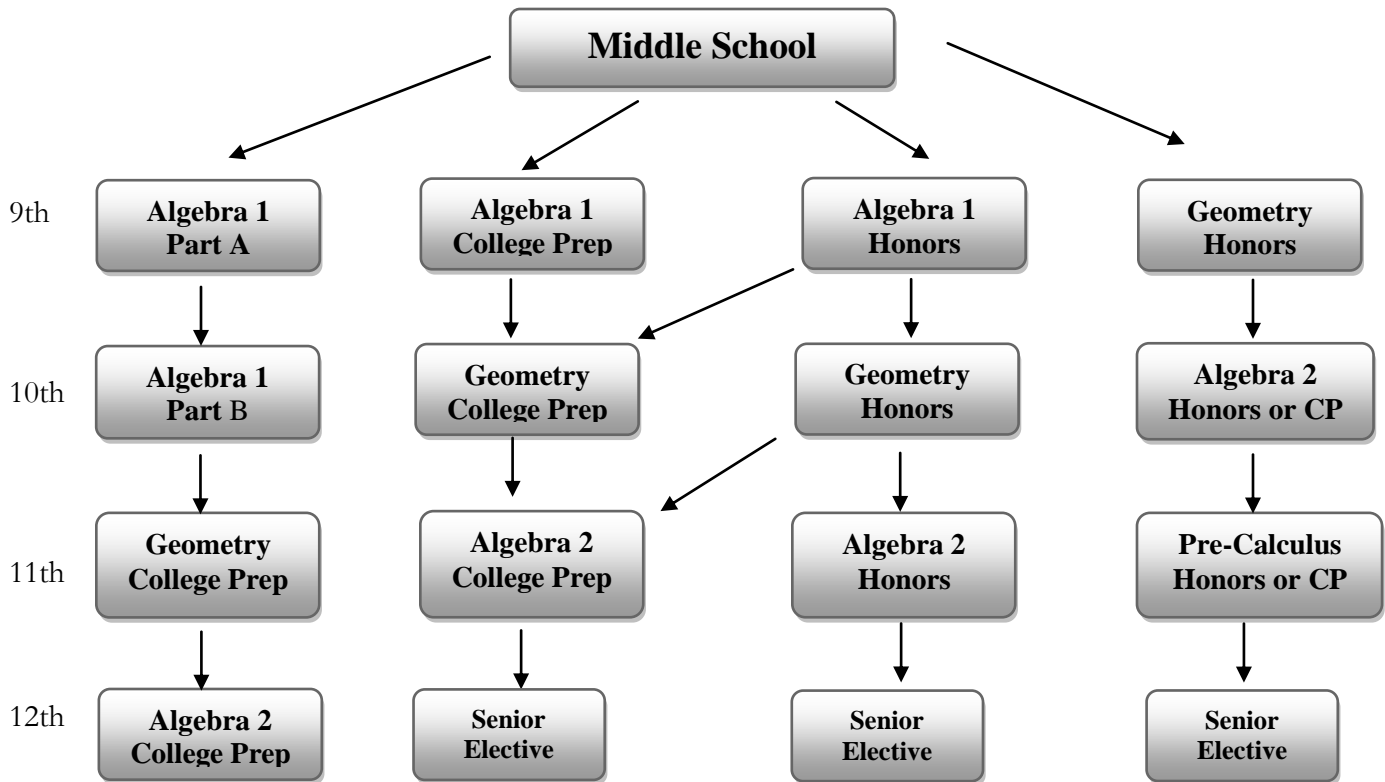 Middle School
9th
Algebra 1
Part A
Algebra 1
College Prep
Algebra 1
Honors
Geometry
Honors
10th
Algebra 1
Part B
Geometry
College Prep
Geometry
Honors
Algebra 2
Honors or CP
11th
Geometry
College Prep
Algebra 2
College Prep
Algebra 2
Honors
Pre-Calculus
Honors or CP
12th
Algebra 2
College Prep
Senior
Elective
Senior
Elective
Senior
Elective